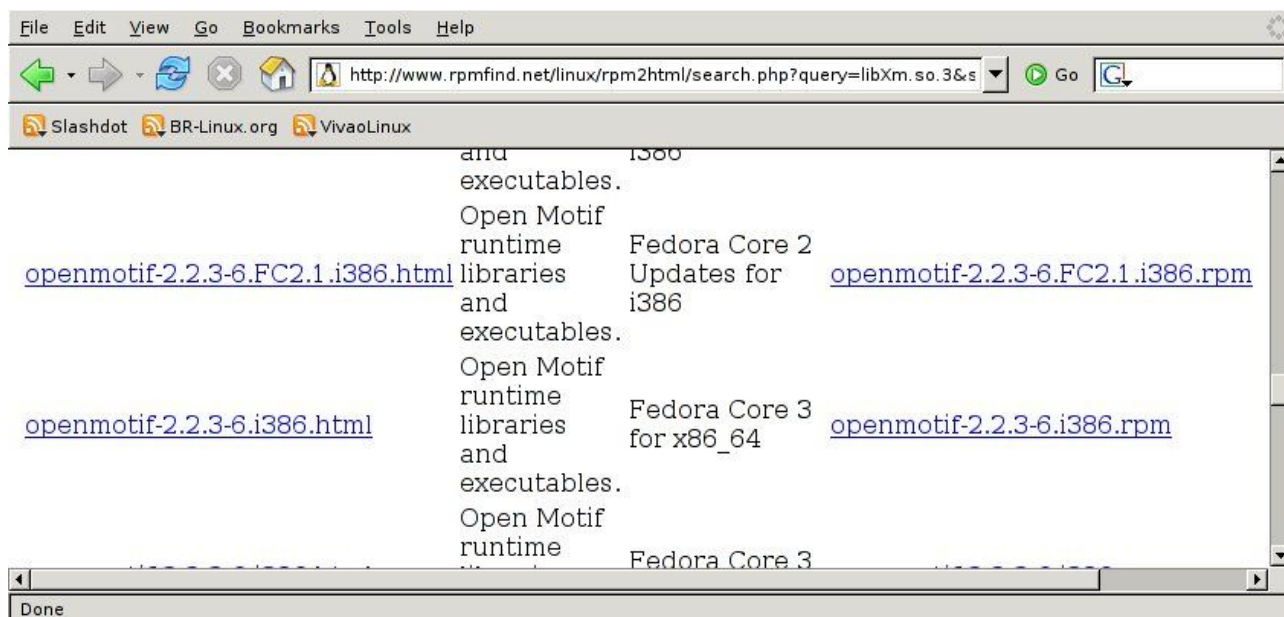 File Edit View Go Bookmarks Tools Help
http://www.rpmfind.net/linux/rpm2html/search.php?query=libXm.so.3&s Go G
Slashdot BR-Linux.org VivaoLinux
and i386
executables.
openmotif-2.2.3-6.FC2.1.i386.html
Open Motif
runtime
libraries
and
executables.
Fedora Core 2
Updates for
i386
openmotif-2.2.3-6.FC2.1.i386.rpm
openmotif-2.2.3-6.i386.html
Open Motif
runtime
libraries
and
executables.
Fedora Core 3
for x86_64
openmotif-2.2.3-6.i386.rpm
Open Motif
runtime
Fedora Core 3
Done